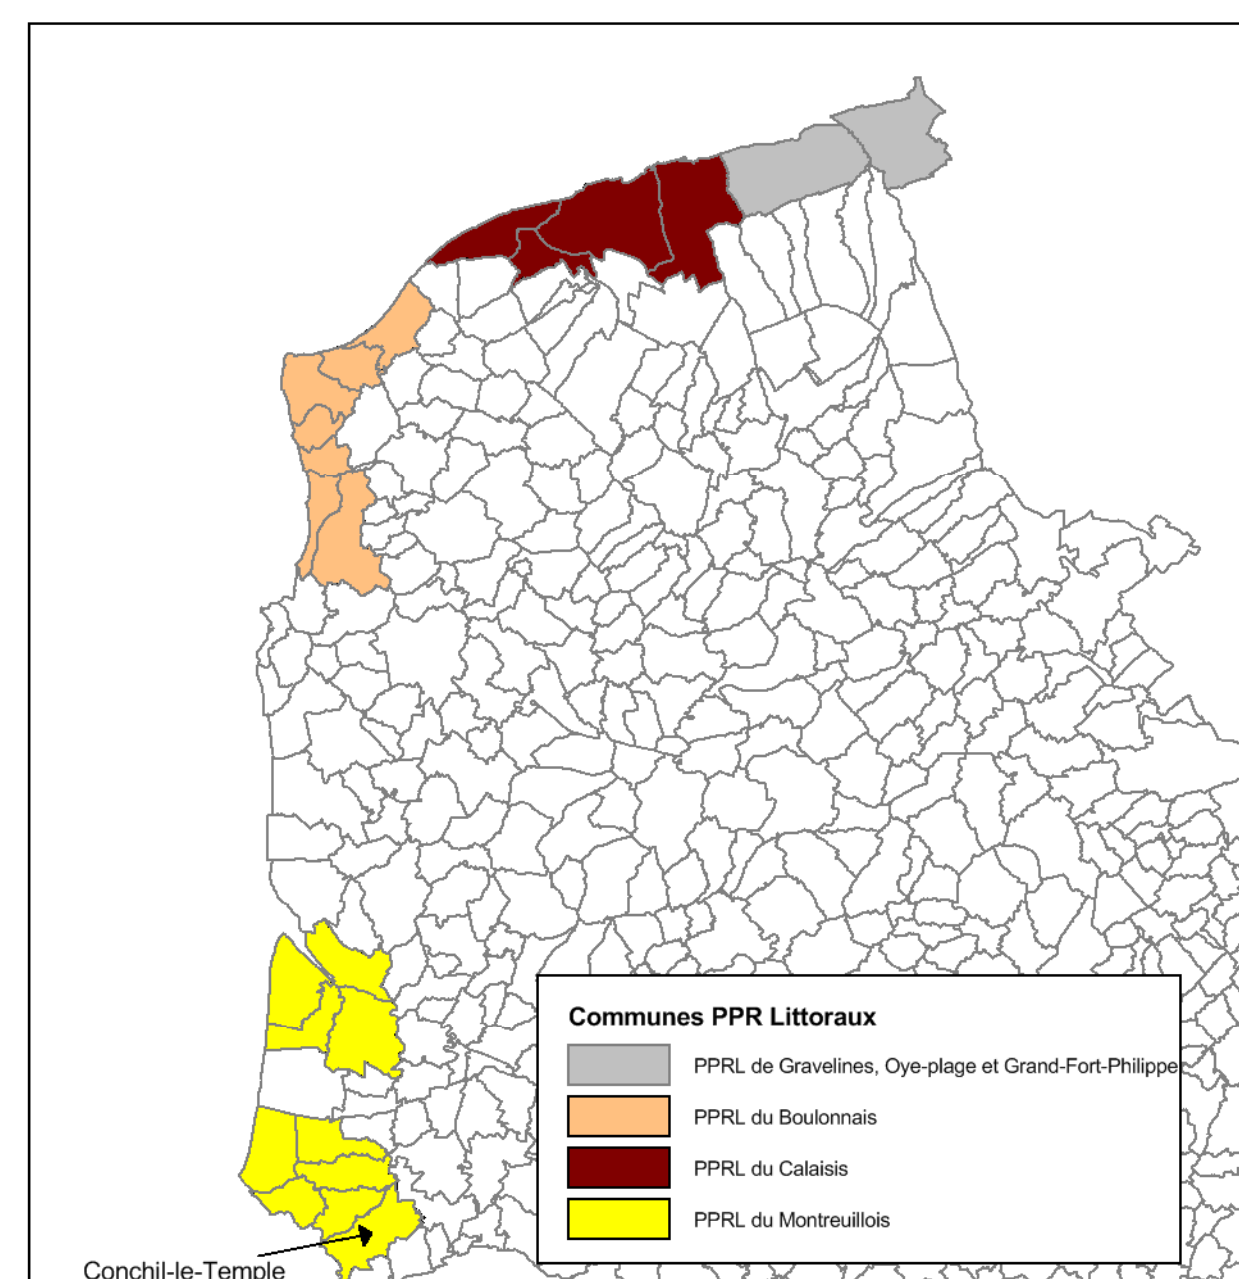 Communes PPR Littoraux
PPRL de Gravelines, Oye-plage et Grand-Fort-Philippe
PPRL du Boulonnais
PPRL du Calaisis
PPRL du Montreuillois
Conchil-le-Temple